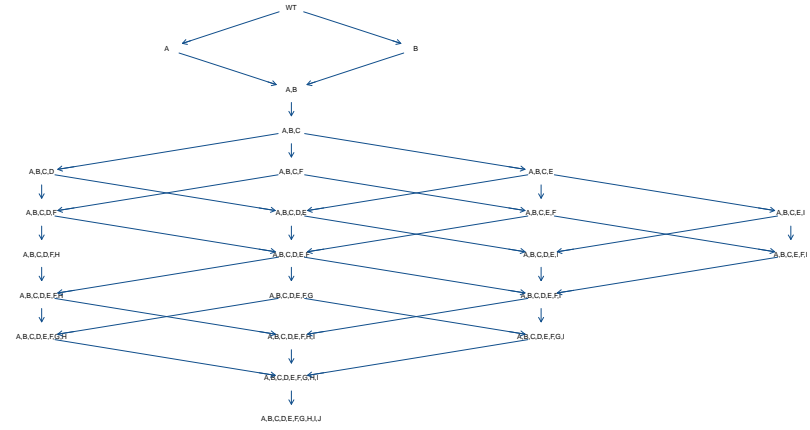 WT
A
B
A,B
A,B,C
A,B,C,D
A,B,C,F
A,B,C,E
A,B,C,D,F
A,B,C,D,E
A,B,C,E,F
A,B,C,E,I
A,B,C,D,F,H
A,B,C,D,E,F
A,B,C,D,E,I
A,B,C,E,F,I
A,B,C,D,E,F,H
A,B,C,D,E,F,G
A,B,C,D,E,F,I
A,B,C,D,E,F,G,H
A,B,C,D,E,F,H,I
A,B,C,D,E,F,G,I
A,B,C,D,E,F,G,H,I
A,B,C,D,E,F,G,H,I,J